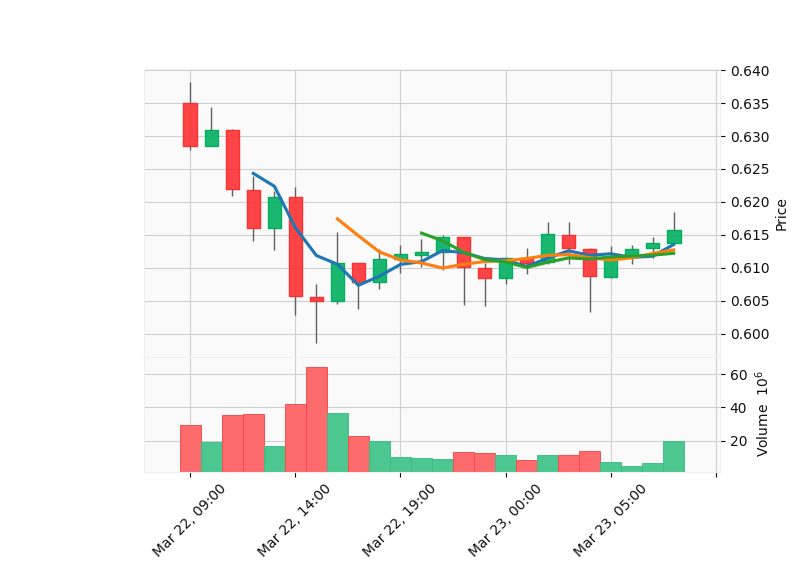 0.640
0.635
0.630
0.625
0.620
0.615
0.610
0.605
0.600
Price
60
40
20
Volume 10⁶
Mar 22, 09:00
Mar 22, 14:00
Mar 22, 19:00
Mar 23, 00:00
Mar 23, 05:00